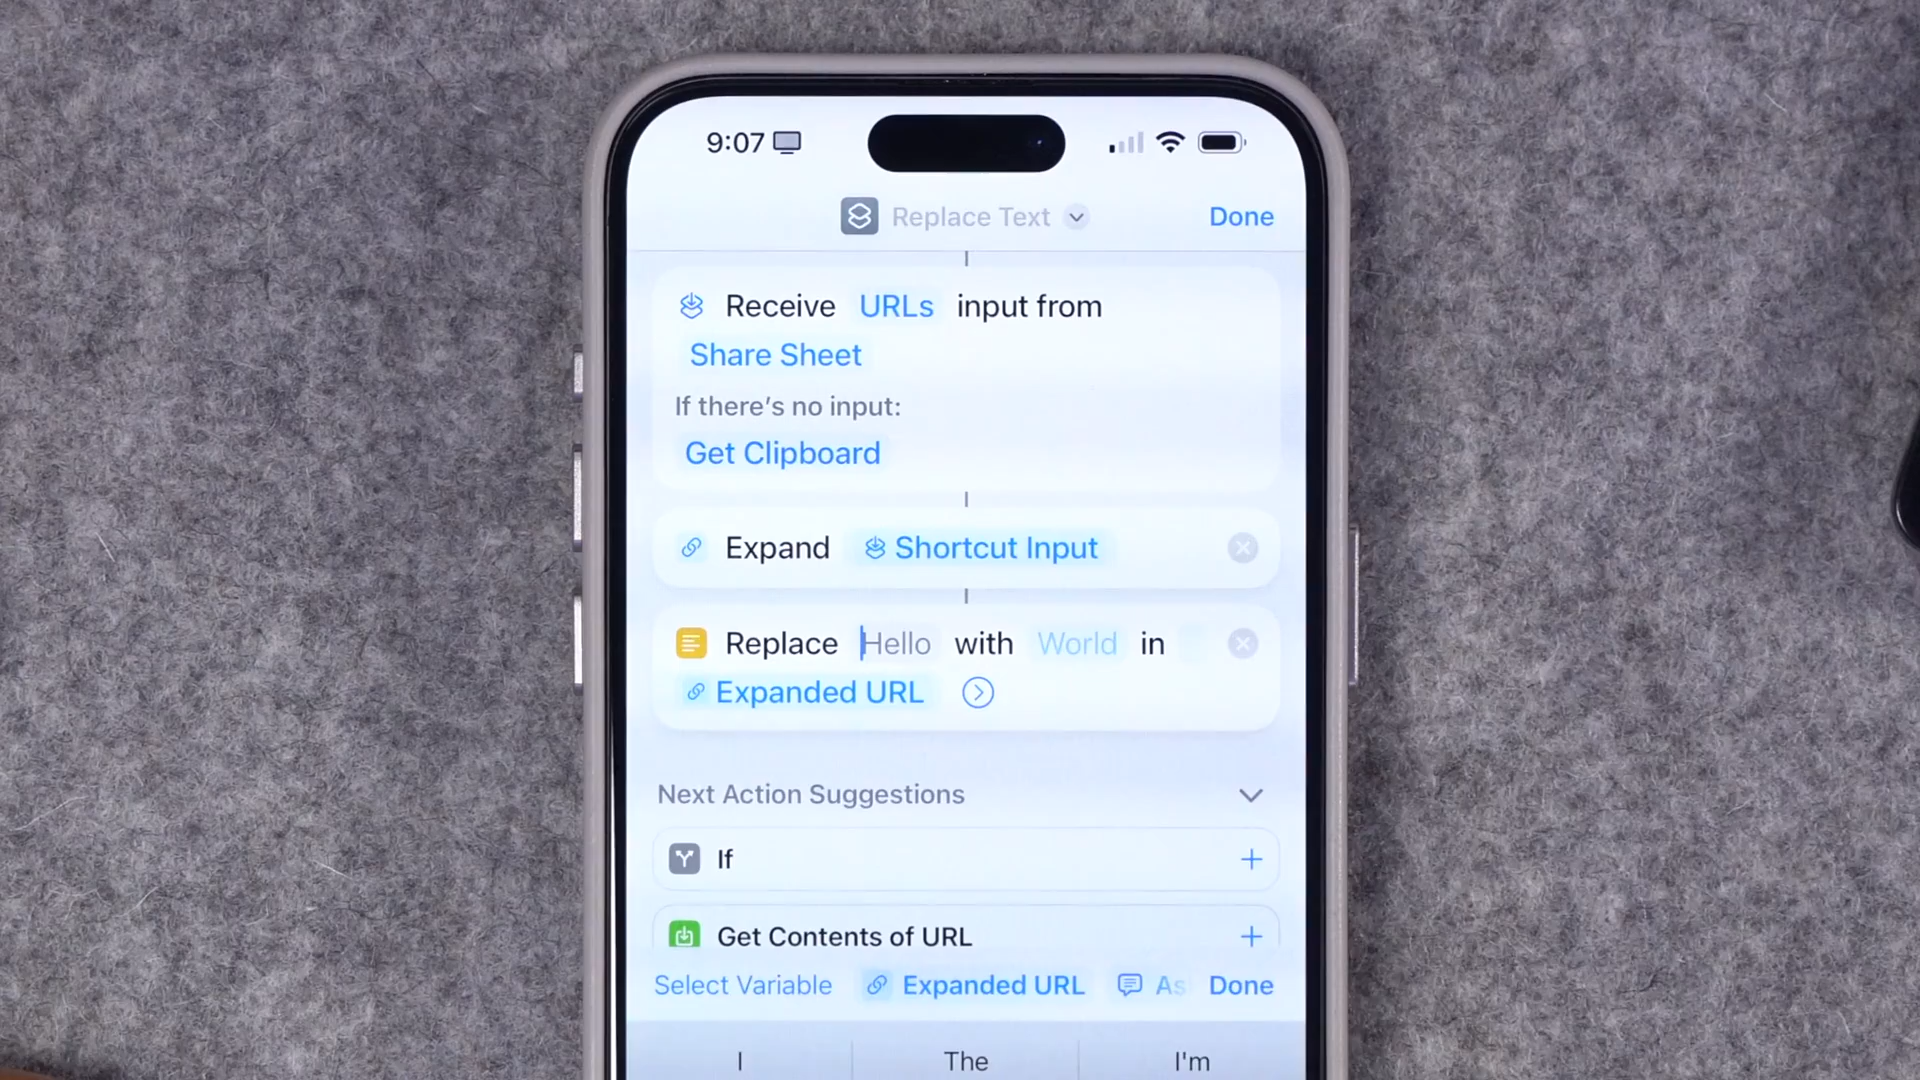 9:07
Replace Text
Done
Receive URLs input from
Share Sheet
If there's no input:
Get Clipboard
Expand Shortcut Input
Replace Hello with World in
Expanded URL
Next Action Suggestions
If
Get Contents of URL
Select Variable Expanded URL As Done
I The I'm